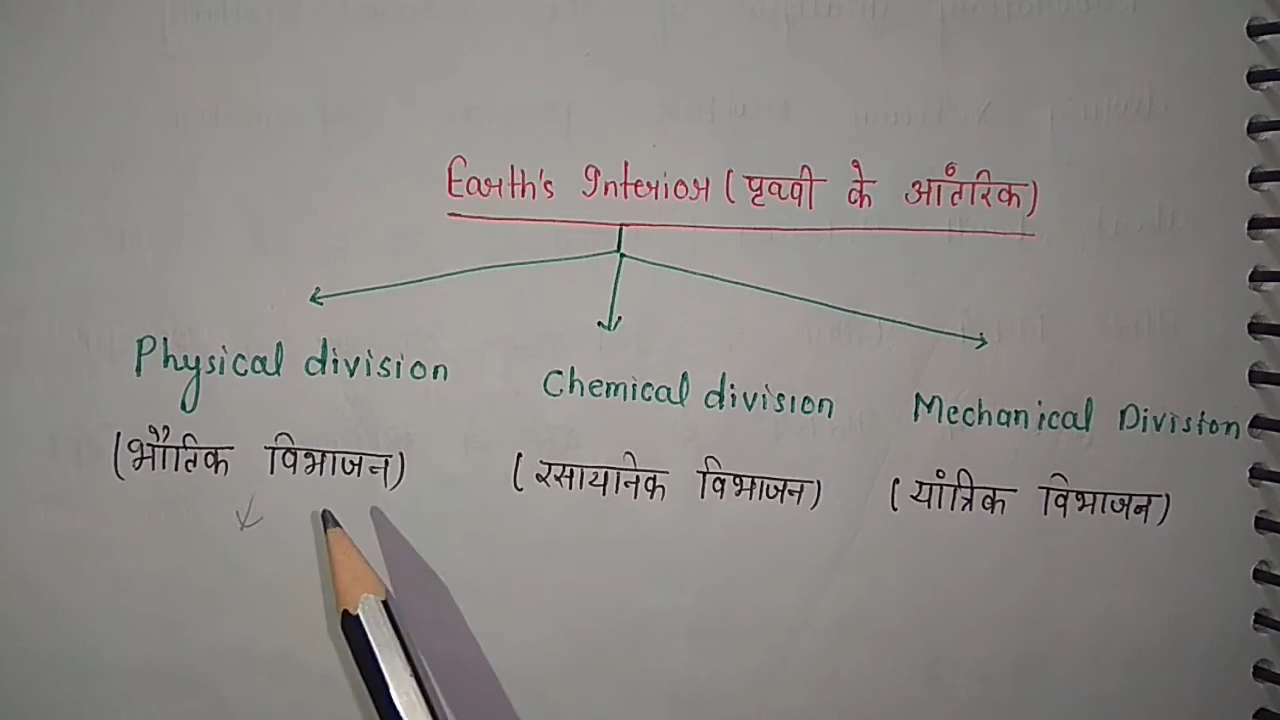 Earth's Interior (पृथ्वी के आंतरिक)
Physical division
Chemical division
Mechanical Division
(भौतिक विभाजन)
(रसायनिक विभाजन)
(यांत्रिक विभाजन)